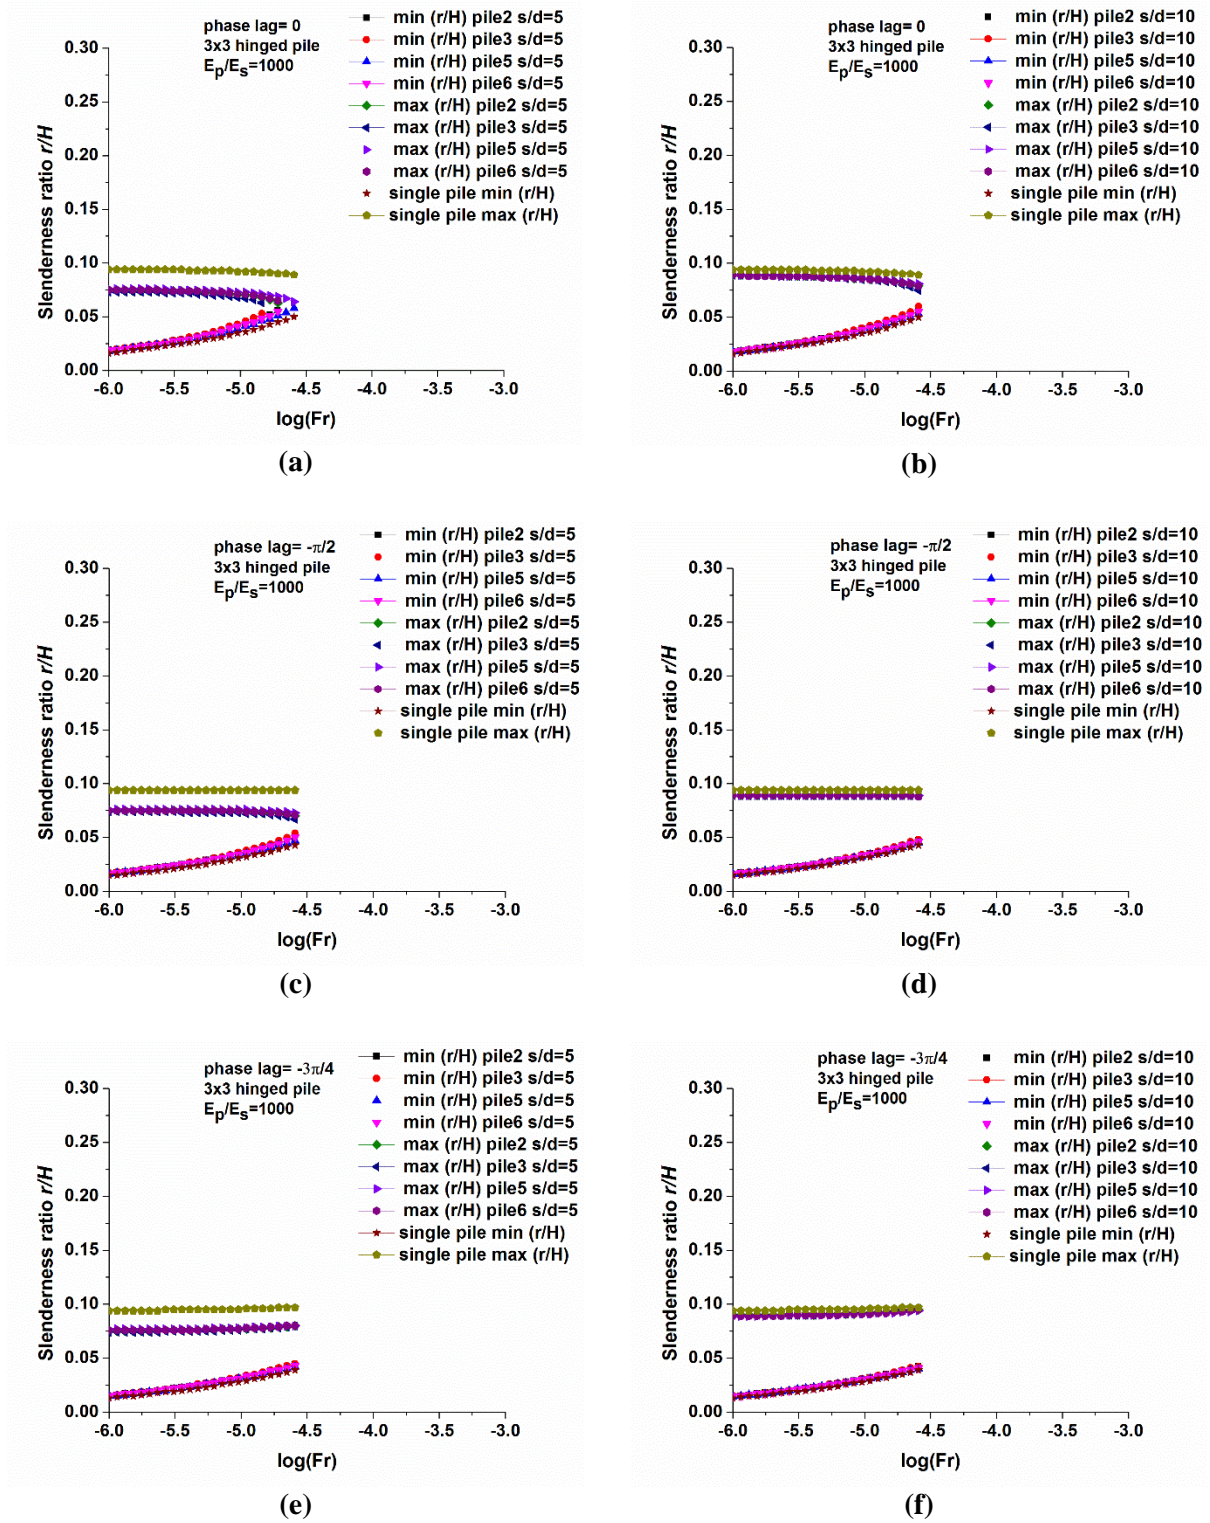 phase lag= 0
3x3 hinged pile
Ep/Es=1000
min (r/H) pile2 s/d=5
min (r/H) pile3 s/d=5
min (r/H) pile5 s/d=5
min (r/H) pile6 s/d=5
max (r/H) pile2 s/d=5
max (r/H) pile3 s/d=5
max (r/H) pile5 s/d=5
max (r/H) pile6 s/d=5
single pile min (r/H)
single pile max (r/H)
Slenderness ratio r/H
0.30
0.25
0.20
0.15
0.10
0.05
0.00
-6.0 -5.5 -5.0 -4.5 -4.0 -3.5 -3.0
log(Fr)
(a)
phase lag= 0
3x3 hinged pile
Ep/Es=1000
min (r/H) pile2 s/d=10
min (r/H) pile3 s/d=10
min (r/H) pile5 s/d=10
min (r/H) pile6 s/d=10
max (r/H) pile2 s/d=10
max (r/H) pile3 s/d=10
max (r/H) pile5 s/d=10
max (r/H) pile6 s/d=10
single pile min (r/H)
single pile max (r/H)
Slenderness ratio r/H
0.30
0.25
0.20
0.15
0.10
0.05
0.00
-6.0 -5.5 -5.0 -4.5 -4.0 -3.5 -3.0
log(Fr)
(b)
phase lag= -π/2
3x3 hinged pile
Ep/Es=1000
min (r/H) pile2 s/d=5
min (r/H) pile3 s/d=5
min (r/H) pile5 s/d=5
min (r/H) pile6 s/d=5
max (r/H) pile2 s/d=5
max (r/H) pile3 s/d=5
max (r/H) pile5 s/d=5
max (r/H) pile6 s/d=5
single pile min (r/H)
single pile max (r/H)
Slenderness ratio r/H
0.30
0.25
0.20
0.15
0.10
0.05
0.00
-6.0 -5.5 -5.0 -4.5 -4.0 -3.5 -3.0
log(Fr)
(c)
phase lag= -π/2
3x3 hinged pile
Ep/Es=1000
min (r/H) pile2 s/d=10
min (r/H) pile3 s/d=10
min (r/H) pile5 s/d=10
min (r/H) pile6 s/d=10
max (r/H) pile2 s/d=10
max (r/H) pile3 s/d=10
max (r/H) pile5 s/d=10
max (r/H) pile6 s/d=10
single pile min (r/H)
single pile max (r/H)
Slenderness ratio r/H
0.30
0.25
0.20
0.15
0.10
0.05
0.00
-6.0 -5.5 -5.0 -4.5 -4.0 -3.5 -3.0
log(Fr)
(d)
phase lag= -3π/4
3x3 hinged pile
Ep/Es=1000
min (r/H) pile2 s/d=5
min (r/H) pile3 s/d=5
min (r/H) pile5 s/d=5
min (r/H) pile6 s/d=5
max (r/H) pile2 s/d=5
max (r/H) pile3 s/d=5
max (r/H) pile5 s/d=5
max (r/H) pile6 s/d=5
single pile min (r/H)
single pile max (r/H)
Slenderness ratio r/H
0.30
0.25
0.20
0.15
0.10
0.05
0.00
-6.0 -5.5 -5.0 -4.5 -4.0 -3.5 -3.0
log(Fr)
(e)
phase lag= -3π/4
3x3 hinged pile
Ep/Es=1000
min (r/H) pile2 s/d=10
min (r/H) pile3 s/d=10
min (r/H) pile5 s/d=10
min (r/H) pile6 s/d=10
max (r/H) pile2 s/d=10
max (r/H) pile3 s/d=10
max (r/H) pile5 s/d=10
max (r/H) pile6 s/d=10
single pile min (r/H)
single pile max (r/H)
Slenderness ratio r/H
0.30
0.25
0.20
0.15
0.10
0.05
0.00
-6.0 -5.5 -5.0 -4.5 -4.0 -3.5 -3.0
log(Fr)
(f)